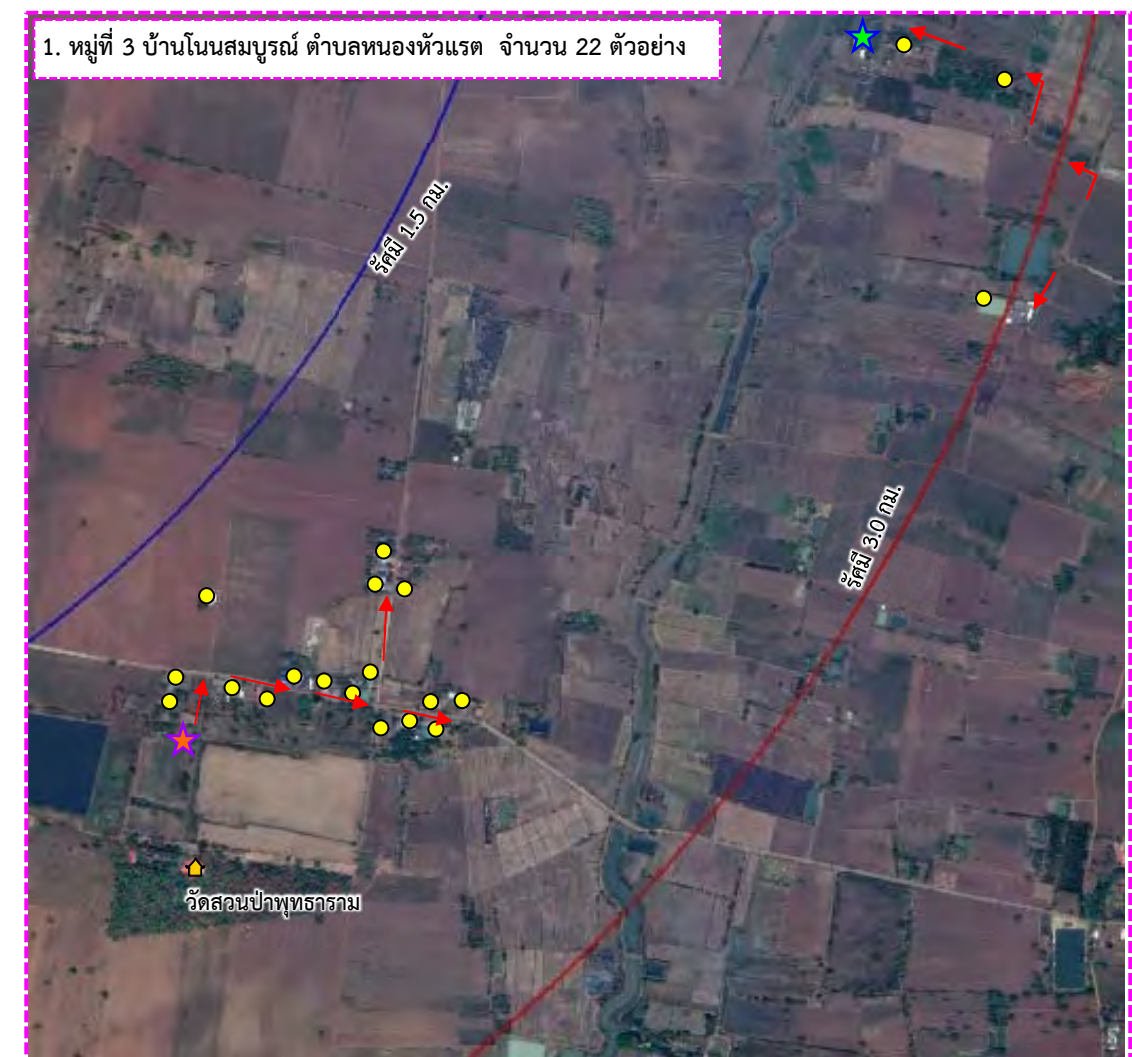 1. หมู่ที่ 3 บ้านโนนสมบูรณ์ ตำบลหนองหัวแรต จำนวน 22 ตัวอย่าง
รัศมี 1.5 กม.
รัศมี 3.0 กม.
วัดสวนป่าพุทธาราม